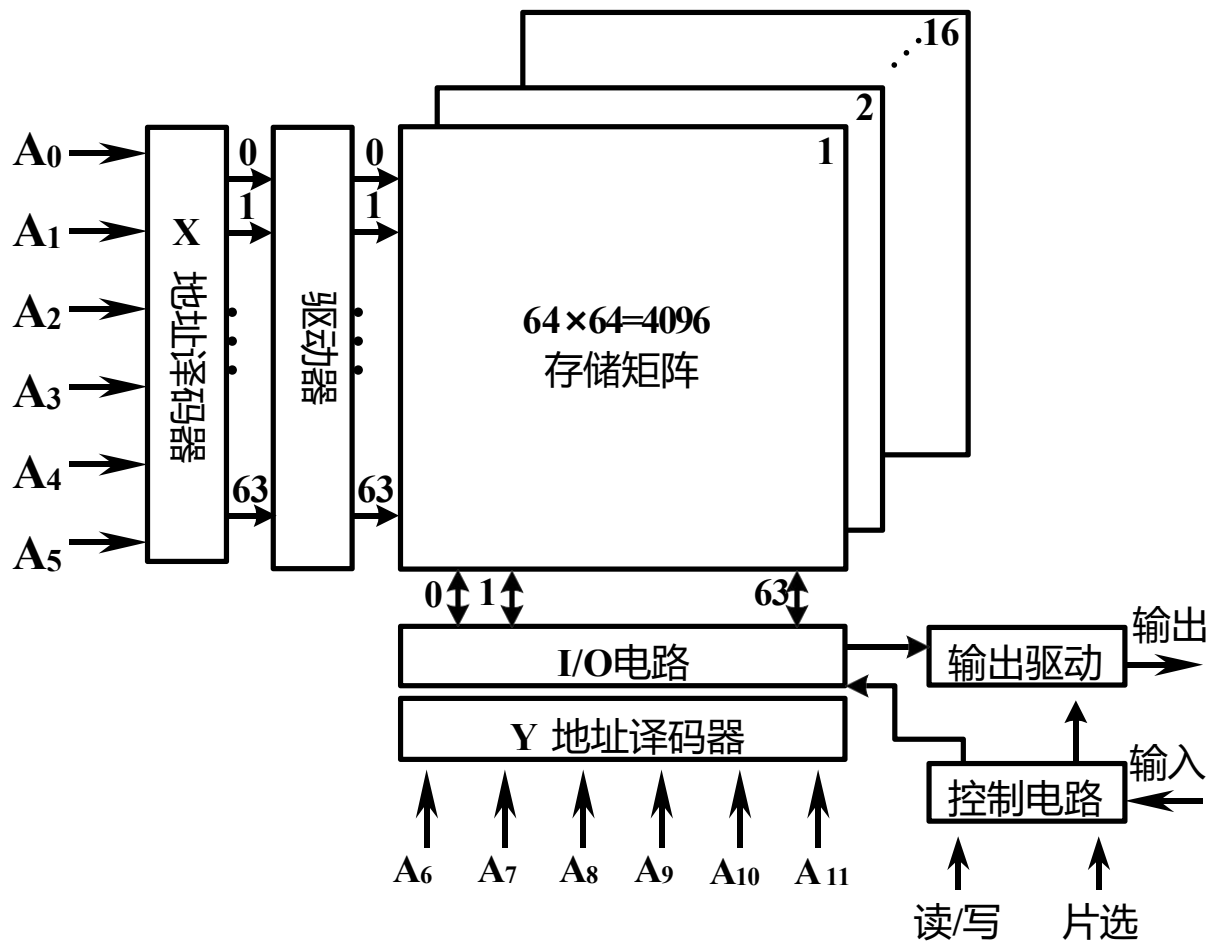 16
2
1
A0
0
0
A1
1
1
X
地址译码器
驱动器
A2
64×64=4096
存储矩阵
A3
A4
63
63
A5
0
1
63
I/O电路
输出驱动
输出
Y 地址译码器
控制电路
输入
A6
A7
A8
A9
A10
A11
读/写
片选